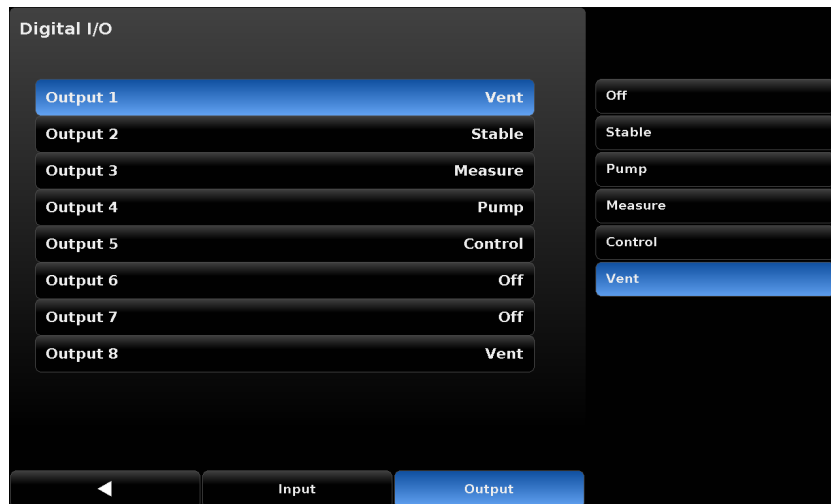 Digital I/O
Output 1 Vent
Output 2 Stable
Output 3 Measure
Output 4 Pump
Output 5 Control
Output 6 Off
Output 7 Off
Output 8 Vent
Off
Stable
Pump
Measure
Control
Vent
Input Output